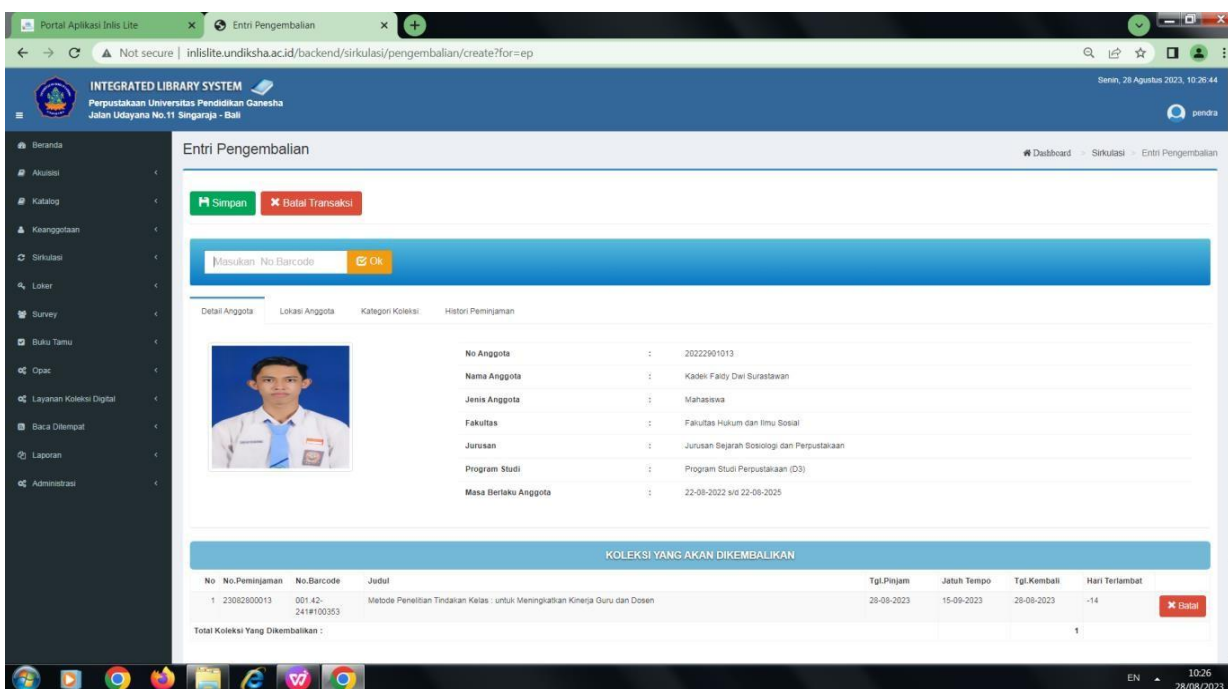 Portal Aplikasi Inlis Lite
Entri Pengembalian
Not secure | inlislite.undiksha.ac.id/backend/sirkulasi/pengembalian/create?for=ep
INTEGRATED LIBRARY SYSTEM
Perpustakaan Universitas Pendidikan Ganesha
Jalan Udayana No.11 Singaraja - Bali
Senin, 28 Agustus 2023, 10:26:44
pendra
Beranda
Akuisisi
Katalog
Keanggotaan
Sirkulasi
Loker
Survey
Buku Tamu
Opac
Layanan Koleksi Digital
Baca Ditempat
Laporan
Administrasi
Entri Pengembalian
Dashboard > Sirkulasi > Entri Pengembalian
Simpan
Batal Transaksi
Masukan No.Barcode
Ok
Detail Anggota Lokasi Anggota Kategori Koleksi Histori Peminjaman
No Anggota : 20222901013
Nama Anggota : Kadek Faldy Dwi Surastawan
Jenis Anggota : Mahasiswa
Fakultas : Fakultas Hukum dan Ilmu Sosial
Jurusan : Jurusan Sejarah Sosiologi dan Perpustakaan
Program Studi : Program Studi Perpustakaan (D3)
Masa Berlaku Anggota : 22-08-2022 s/d 22-08-2025
KOLEKSI YANG AKAN DIKEMBALIKAN
No No.Peminjaman No.Barcode Judul Tgl.Pinjam Jatuh Tempo Tgl.Kembali Hari Terlambat
1 23082800013 001.42-241#100353 Metode Penelitian Tindakan Kelas : untuk Meningkatkan Kinerja Guru dan Dosen 28-08-2023 15-09-2023 28-08-2023 -14 Batal
Total Koleksi Yang Dikembalikan : 1
EN
10:26
28/08/2023